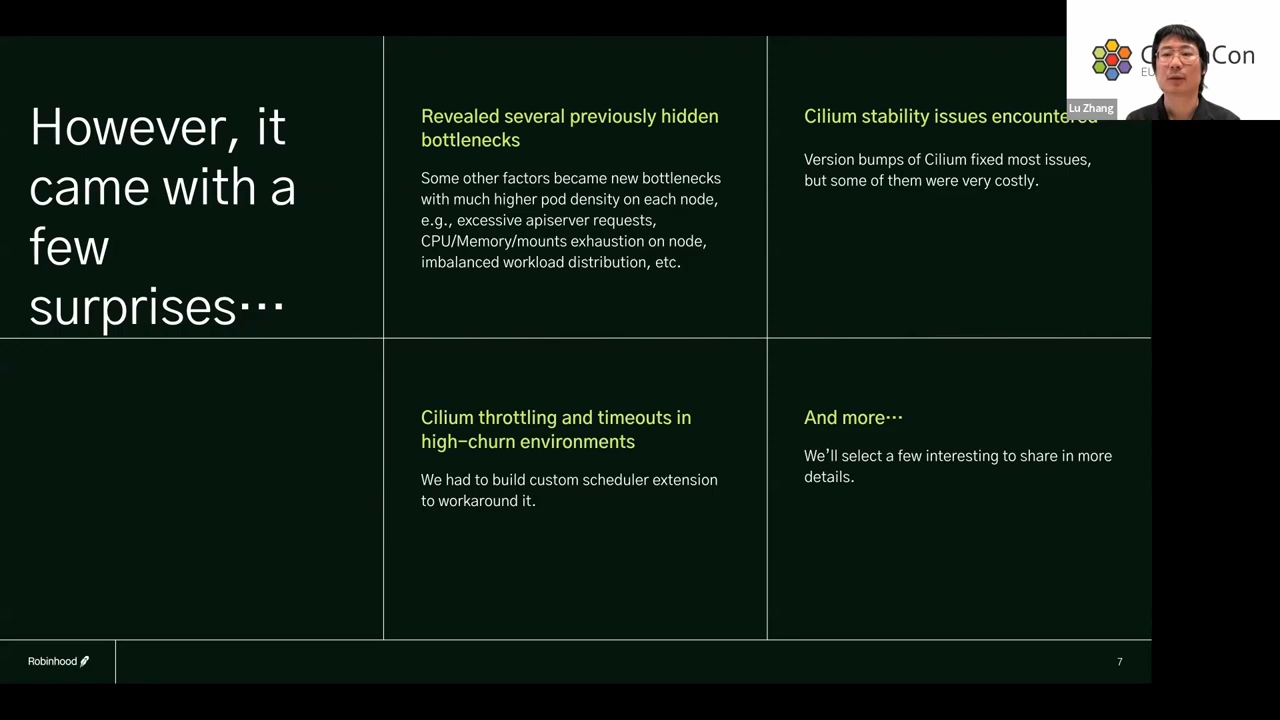 However, it
came with a
few
surprises…
Revealed several previously hidden
bottlenecks
Some other factors became new bottlenecks
with much higher pod density on each node,
e.g., excessive apiserver requests,
CPU/Memory/mounts exhaustion on node,
imbalanced workload distribution, etc.
Cilium stability issues encountered
Version bumps of Cilium fixed most issues,
but some of them were very costly.
Cilium throttling and timeouts in
high-churn environments
We had to build custom scheduler extension
to workaround it.
And more…
We’ll select a few interesting to share in more
details.
Robinhood
7
Con
Lu Zhang